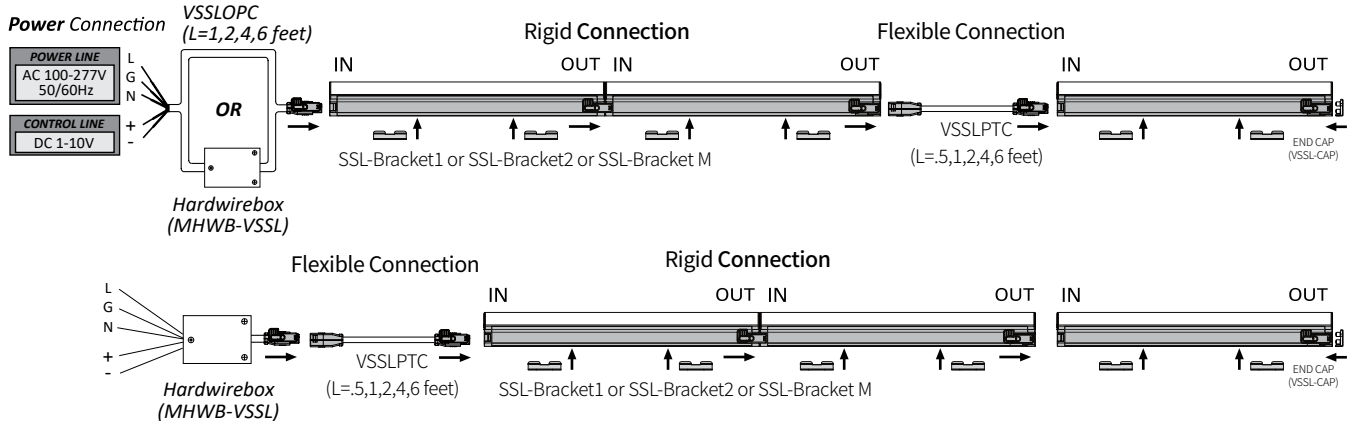 Power Connection
VSSLOPC
(L=1,2,4,6 feet)
POWER LINE
AC 100-277V
50/60Hz
L
G
N
+
-
CONTROL LINE
DC 1-10V
OR
Hardwirebox
(MHWB-VSSL)
Rigid Connection
IN
OUT
IN
OUT
SSL-Bracket1 or SSL-Bracket2 or SSL-Bracket M
Flexible Connection
VSSLPTC
(L=.5,1,2,4,6 feet)
IN
OUT
END CAP
(VSSL-CAP)
L
G
N
+
-
Hardwirebox
(MHWB-VSSL)
Flexible Connection
VSSLPTC
(L=.5,1,2,4,6 feet)
Rigid Connection
IN
OUT
IN
OUT
SSL-Bracket1 or SSL-Bracket2 or SSL-Bracket M
IN
OUT
END CAP
(VSSL-CAP)